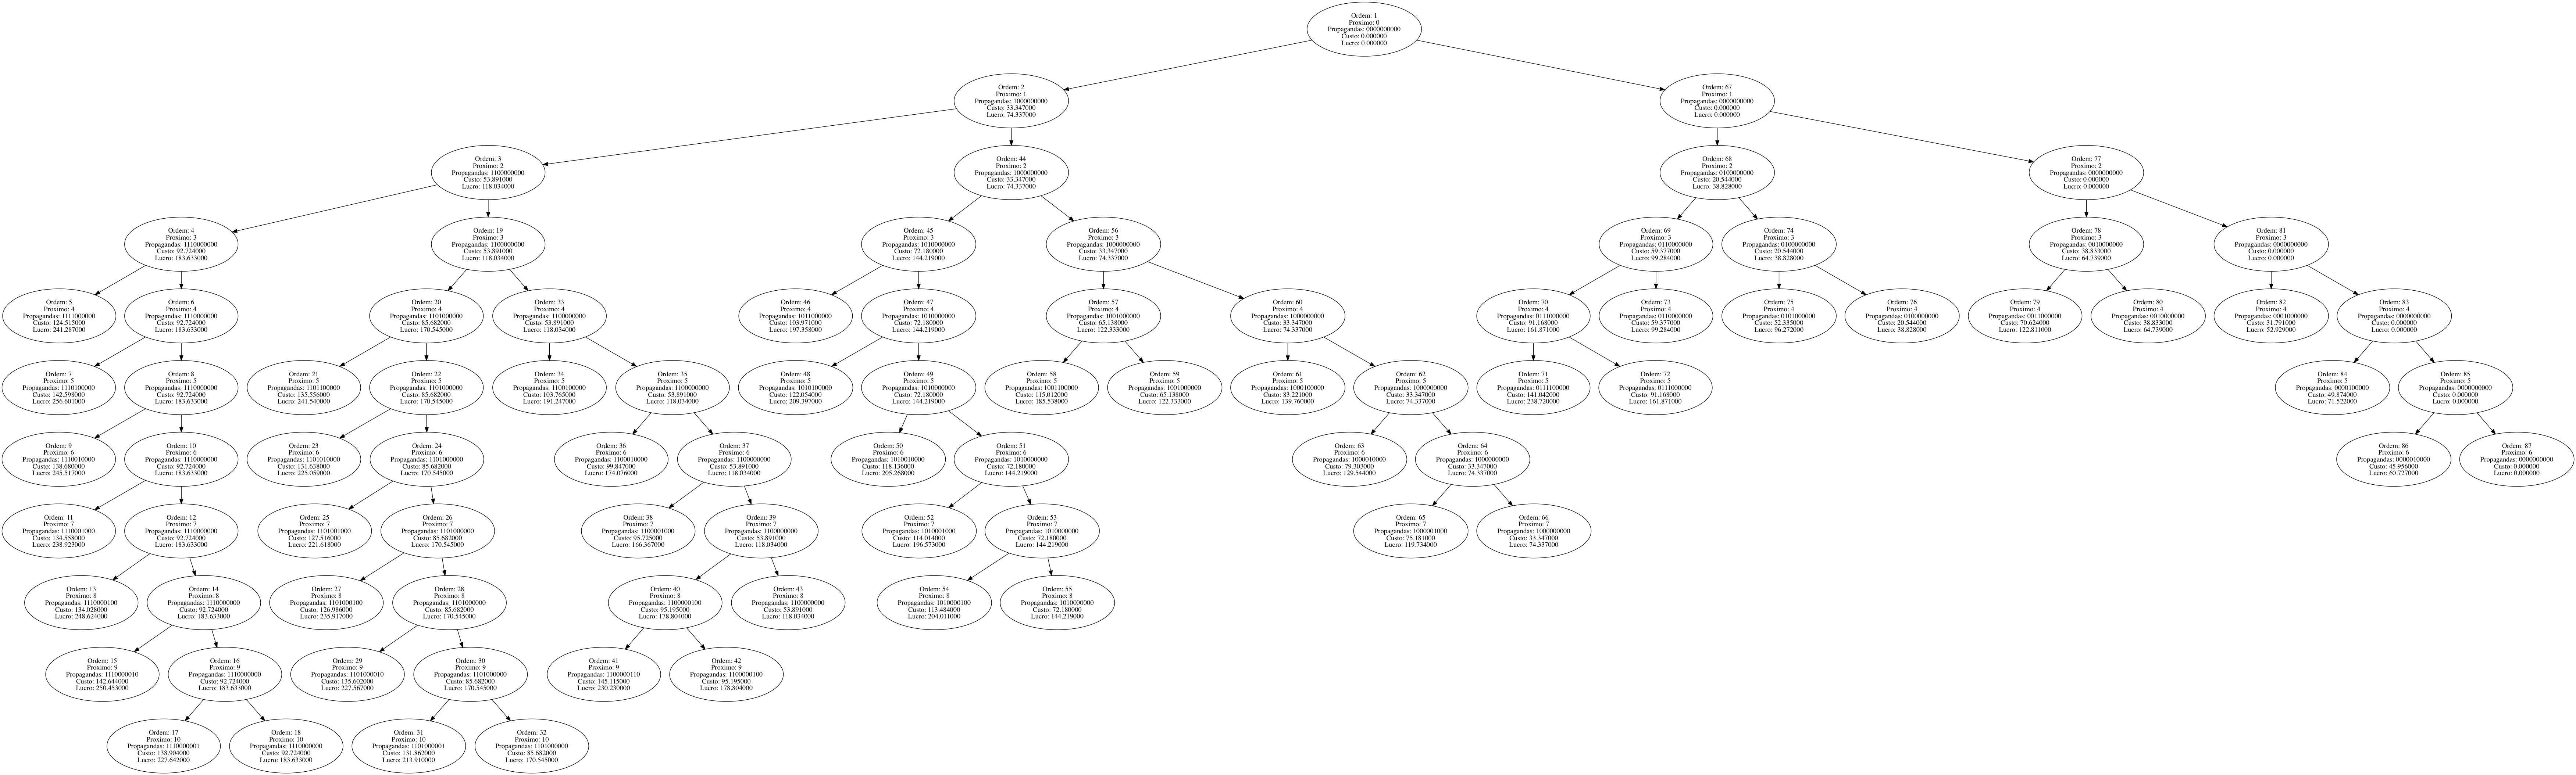 Ordem: 1
Proximo: 0
Propagandas: 0000000000
Custo: 0.000000
Lucro: 0.000000
Ordem: 2
Proximo: 1
Propagandas: 1000000000
Custo: 33.347000
Lucro: 74.337000
Ordem: 67
Proximo: 1
Propagandas: 0000000000
Custo: 0.000000
Lucro: 0.000000
Ordem: 3
Proximo: 2
Propagandas: 1100000000
Custo: 53.891000
Lucro: 118.034000
Ordem: 44
Proximo: 2
Propagandas: 1000000000
Custo: 33.347000
Lucro: 74.337000
Ordem: 68
Proximo: 2
Propagandas: 0100000000
Custo: 20.544000
Lucro: 38.828000
Ordem: 77
Proximo: 2
Propagandas: 0000000000
Custo: 0.000000
Lucro: 0.000000
Ordem: 4
Proximo: 3
Propagandas: 1110000000
Custo: 92.724000
Lucro: 183.633000
Ordem: 19
Proximo: 3
Propagandas: 1100000000
Custo: 53.891000
Lucro: 118.034000
Ordem: 45
Proximo: 3
Propagandas: 1010000000
Custo: 72.180000
Lucro: 144.219000
Ordem: 56
Proximo: 3
Propagandas: 1000000000
Custo: 33.347000
Lucro: 74.337000
Ordem: 69
Proximo: 3
Propagandas: 0110000000
Custo: 59.377000
Lucro: 99.284000
Ordem: 74
Proximo: 3
Propagandas: 0100000000
Custo: 20.544000
Lucro: 38.828000
Ordem: 78
Proximo: 3
Propagandas: 0010000000
Custo: 38.833000
Lucro: 64.739000
Ordem: 81
Proximo: 3
Propagandas: 0000000000
Custo: 0.000000
Lucro: 0.000000
Ordem: 5
Proximo: 4
Propagandas: 1111000000
Custo: 124.515000
Lucro: 241.287000
Ordem: 6
Proximo: 4
Propagandas: 1110000000
Custo: 92.724000
Lucro: 183.633000
Ordem: 20
Proximo: 4
Propagandas: 1101000000
Custo: 85.682000
Lucro: 170.545000
Ordem: 33
Proximo: 4
Propagandas: 1100000000
Custo: 53.891000
Lucro: 118.034000
Ordem: 46
Proximo: 4
Propagandas: 1011000000
Custo: 103.971000
Lucro: 197.358000
Ordem: 47
Proximo: 4
Propagandas: 1010000000
Custo: 72.180000
Lucro: 144.219000
Ordem: 57
Proximo: 4
Propagandas: 1001000000
Custo: 65.138000
Lucro: 122.333000
Ordem: 60
Proximo: 4
Propagandas: 1000000000
Custo: 33.347000
Lucro: 74.337000
Ordem: 70
Proximo: 4
Propagandas: 0111000000
Custo: 91.168000
Lucro: 161.871000
Ordem: 73
Proximo: 4
Propagandas: 0110000000
Custo: 59.377000
Lucro: 99.284000
Ordem: 75
Proximo: 4
Propagandas: 0101000000
Custo: 52.335000
Lucro: 96.272000
Ordem: 76
Proximo: 4
Propagandas: 0100000000
Custo: 20.544000
Lucro: 38.828000
Ordem: 79
Proximo: 4
Propagandas: 0011000000
Custo: 70.624000
Lucro: 122.811000
Ordem: 80
Proximo: 4
Propagandas: 0010000000
Custo: 38.833000
Lucro: 64.739000
Ordem: 82
Proximo: 4
Propagandas: 0001000000
Custo: 31.791000
Lucro: 52.929000
Ordem: 83
Proximo: 4
Propagandas: 0000000000
Custo: 0.000000
Lucro: 0.000000
Ordem: 7
Proximo: 5
Propagandas: 1110100000
Custo: 142.598000
Lucro: 256.601000
Ordem: 8
Proximo: 5
Propagandas: 1110000000
Custo: 92.724000
Lucro: 183.633000
Ordem: 21
Proximo: 5
Propagandas: 1101100000
Custo: 135.556000
Lucro: 241.540000
Ordem: 22
Proximo: 5
Propagandas: 1101000000
Custo: 85.682000
Lucro: 170.545000
Ordem: 34
Proximo: 5
Propagandas: 1100100000
Custo: 103.765000
Lucro: 191.247000
Ordem: 35
Proximo: 5
Propagandas: 1100000000
Custo: 53.891000
Lucro: 118.034000
Ordem: 48
Proximo: 5
Propagandas: 1010100000
Custo: 122.054000
Lucro: 209.397000
Ordem: 49
Proximo: 5
Propagandas: 1010000000
Custo: 72.180000
Lucro: 144.219000
Ordem: 58
Proximo: 5
Propagandas: 1001100000
Custo: 115.012000
Lucro: 185.538000
Ordem: 59
Proximo: 5
Propagandas: 1001000000
Custo: 65.138000
Lucro: 122.333000
Ordem: 61
Proximo: 5
Propagandas: 1000100000
Custo: 83.221000
Lucro: 139.760000
Ordem: 62
Proximo: 5
Propagandas: 1000000000
Custo: 33.347000
Lucro: 74.337000
Ordem: 71
Proximo: 5
Propagandas: 0111100000
Custo: 141.042000
Lucro: 238.720000
Ordem: 72
Proximo: 5
Propagandas: 0111000000
Custo: 91.168000
Lucro: 161.871000
Ordem: 84
Proximo: 5
Propagandas: 0000100000
Custo: 49.874000
Lucro: 71.522000
Ordem: 85
Proximo: 5
Propagandas: 0000000000
Custo: 0.000000
Lucro: 0.000000
Ordem: 9
Proximo: 6
Propagandas: 1110010000
Custo: 138.680000
Lucro: 245.517000
Ordem: 10
Proximo: 6
Propagandas: 1110000000
Custo: 92.724000
Lucro: 183.633000
Ordem: 23
Proximo: 6
Propagandas: 1101010000
Custo: 131.638000
Lucro: 225.059000
Ordem: 24
Proximo: 6
Propagandas: 1101000000
Custo: 85.682000
Lucro: 170.545000
Ordem: 36
Proximo: 6
Propagandas: 1100010000
Custo: 99.847000
Lucro: 174.076000
Ordem: 37
Proximo: 6
Propagandas: 1100000000
Custo: 53.891000
Lucro: 118.034000
Ordem: 50
Proximo: 6
Propagandas: 1010010000
Custo: 118.136000
Lucro: 205.268000
Ordem: 51
Proximo: 6
Propagandas: 1010000000
Custo: 72.180000
Lucro: 144.219000
Ordem: 63
Proximo: 6
Propagandas: 1000010000
Custo: 79.303000
Lucro: 129.544000
Ordem: 64
Proximo: 6
Propagandas: 1000000000
Custo: 33.347000
Lucro: 74.337000
Ordem: 86
Proximo: 6
Propagandas: 0000010000
Custo: 45.956000
Lucro: 60.727000
Ordem: 87
Proximo: 6
Propagandas: 0000000000
Custo: 0.000000
Lucro: 0.000000
Ordem: 11
Proximo: 7
Propagandas: 1110001000
Custo: 134.558000
Lucro: 238.923000
Ordem: 12
Proximo: 7
Propagandas: 1110000000
Custo: 92.724000
Lucro: 183.633000
Ordem: 25
Proximo: 7
Propagandas: 1101001000
Custo: 127.516000
Lucro: 221.618000
Ordem: 26
Proximo: 7
Propagandas: 1101000000
Custo: 85.682000
Lucro: 170.545000
Ordem: 38
Proximo: 7
Propagandas: 1100001000
Custo: 95.725000
Lucro: 166.367000
Ordem: 39
Proximo: 7
Propagandas: 1100000000
Custo: 53.891000
Lucro: 118.034000
Ordem: 52
Proximo: 7
Propagandas: 1010001000
Custo: 114.014000
Lucro: 196.573000
Ordem: 53
Proximo: 7
Propagandas: 1010000000
Custo: 72.180000
Lucro: 144.219000
Ordem: 65
Proximo: 7
Propagandas: 1000001000
Custo: 75.181000
Lucro: 119.734000
Ordem: 66
Proximo: 7
Propagandas: 1000000000
Custo: 33.347000
Lucro: 74.337000
Ordem: 13
Proximo: 8
Propagandas: 1110000100
Custo: 134.028000
Lucro: 248.624000
Ordem: 14
Proximo: 8
Propagandas: 1110000000
Custo: 92.724000
Lucro: 183.633000
Ordem: 27
Proximo: 8
Propagandas: 1101000100
Custo: 126.986000
Lucro: 235.917000
Ordem: 28
Proximo: 8
Propagandas: 1101000000
Custo: 85.682000
Lucro: 170.545000
Ordem: 40
Proximo: 8
Propagandas: 1100000100
Custo: 95.195000
Lucro: 178.804000
Ordem: 43
Proximo: 8
Propagandas: 1100000000
Custo: 53.891000
Lucro: 118.034000
Ordem: 54
Proximo: 8
Propagandas: 1010000100
Custo: 113.484000
Lucro: 204.011000
Ordem: 55
Proximo: 8
Propagandas: 1010000000
Custo: 72.180000
Lucro: 144.219000
Ordem: 15
Proximo: 9
Propagandas: 1110000010
Custo: 142.644000
Lucro: 250.453000
Ordem: 16
Proximo: 9
Propagandas: 1110000000
Custo: 92.724000
Lucro: 183.633000
Ordem: 29
Proximo: 9
Propagandas: 1101000010
Custo: 135.602000
Lucro: 227.567000
Ordem: 30
Proximo: 9
Propagandas: 1101000000
Custo: 85.682000
Lucro: 170.545000
Ordem: 41
Proximo: 9
Propagandas: 1100000110
Custo: 145.115000
Lucro: 230.230000
Ordem: 42
Proximo: 9
Propagandas: 1100000100
Custo: 95.195000
Lucro: 178.804000
Ordem: 17
Proximo: 10
Propagandas: 1110000001
Custo: 138.904000
Lucro: 227.642000
Ordem: 18
Proximo: 10
Propagandas: 1110000000
Custo: 92.724000
Lucro: 183.633000
Ordem: 31
Proximo: 10
Propagandas: 1101000001
Custo: 131.862000
Lucro: 213.910000
Ordem: 32
Proximo: 10
Propagandas: 1101000000
Custo: 85.682000
Lucro: 170.545000